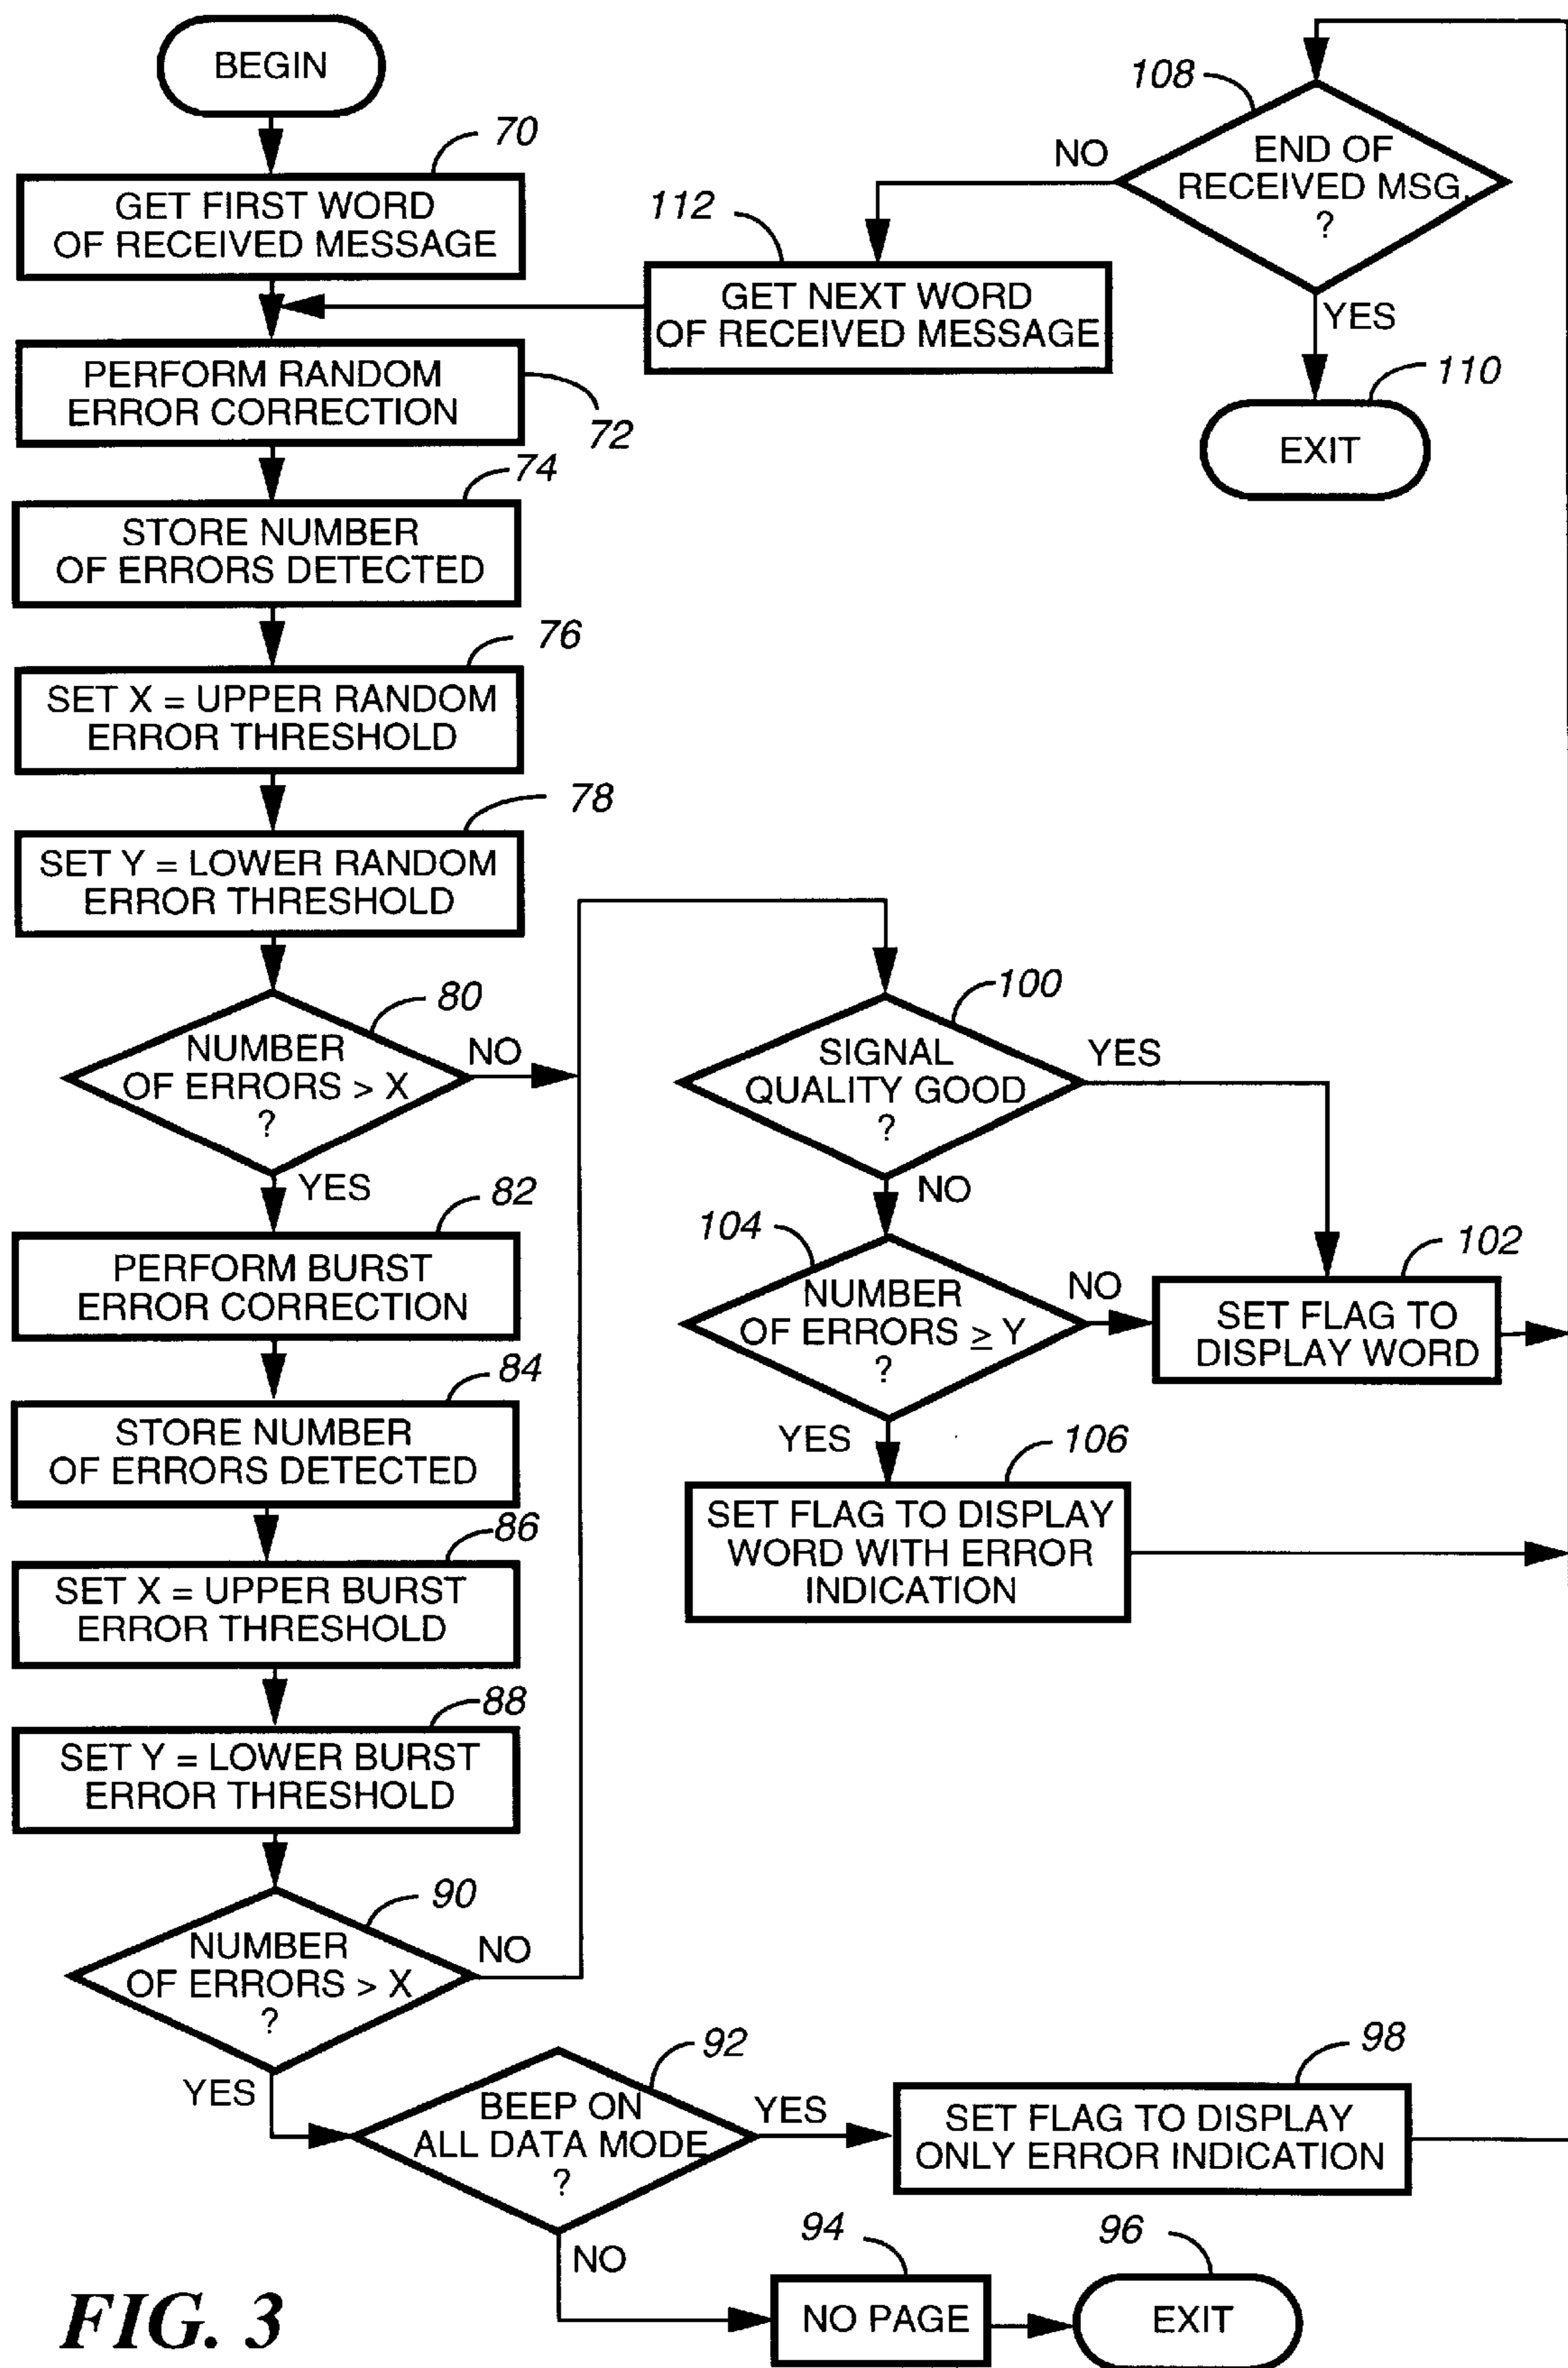 BEGIN
70
GET FIRST WORD
OF RECEIVED MESSAGE
108
END OF
RECEIVED MSG.
?
NO
YES
112
GET NEXT WORD
OF RECEIVED MESSAGE
110
EXIT
PERFORM RANDOM
ERROR CORRECTION
72
74
STORE NUMBER
OF ERRORS DETECTED
76
SET X = UPPER RANDOM
ERROR THRESHOLD
78
SET Y = LOWER RANDOM
ERROR THRESHOLD
80
NUMBER
OF ERRORS > X
?
NO
YES
82
PERFORM BURST
ERROR CORRECTION
84
STORE NUMBER
OF ERRORS DETECTED
86
SET X = UPPER BURST
ERROR THRESHOLD
88
SET Y = LOWER BURST
ERROR THRESHOLD
90
NUMBER
OF ERRORS > X
?
NO
YES
100
SIGNAL
QUALITY GOOD
?
YES
NO
104
NUMBER
OF ERRORS ≥ Y
?
NO
YES
102
SET FLAG TO
DISPLAY WORD
106
SET FLAG TO DISPLAY
WORD WITH ERROR
INDICATION
92
BEEP ON
ALL DATA MODE
?
YES
NO
98
SET FLAG TO DISPLAY
ONLY ERROR INDICATION
94
NO PAGE
96
EXIT
FIG. 3